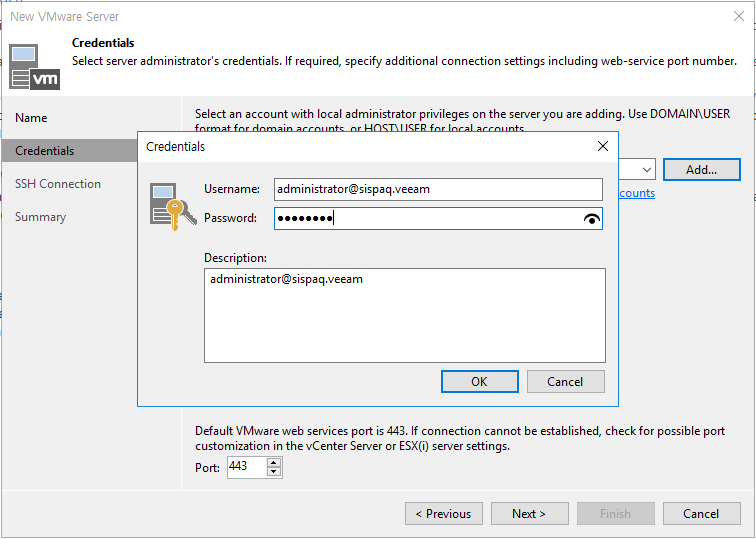 New VMware Server
Credentials
Select server administrator's credentials. If required, specify additional connection settings including web-service port number.
vm
Name
Credentials
SSH Connection
Summary
Select an account with local administrator privileges on the server you are adding. Use DOMAIN\USER
format for domain accounts, or HOST\USER for local accounts.
Add...
counts
Credentials
Username:
administrator@sispaq.veeam
Password:
●●●●●●●●
Description:
administrator@sispaq.veeam
OK
Cancel
Default VMware web services port is 443. If connection cannot be established, check for possible port
customization in the vCenter Server or ESX(i) server settings.
Port:
443
< Previous
Next >
Finish
Cancel